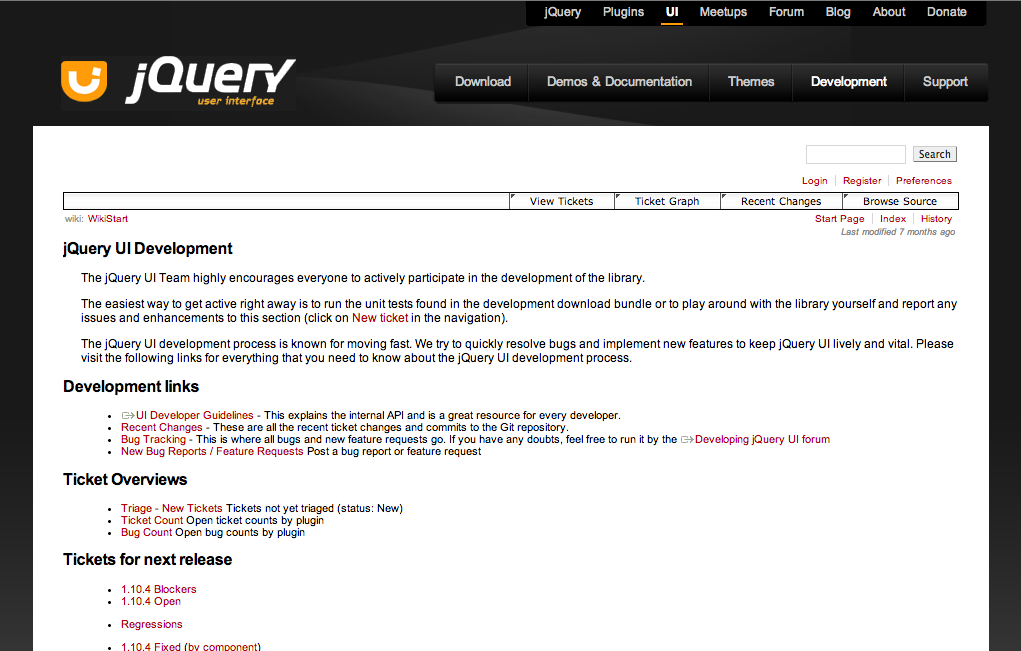 jQuery Plugins UI Meetups Forum Blog About Donate
jQuery
user interface
Download Demos & Documentation Themes Development Support
Search
Login Register Preferences
View Tickets Ticket Graph Recent Changes Browse Source
wiki: WikiStart
Start Page Index History
Last modified 7 months ago
jQuery UI Development
The jQuery UI Team highly encourages everyone to actively participate in the development of the library.
The easiest way to get active right away is to run the unit tests found in the development download bundle or to play around with the library yourself and report any
issues and enhancements to this section (click on New ticket in the navigation).
The jQuery UI development process is known for moving fast. We try to quickly resolve bugs and implement new features to keep jQuery UI lively and vital. Please
visit the following links for everything that you need to know about the jQuery UI development process.
Development links
• UI Developer Guidelines - This explains the internal API and is a great resource for every developer.
• Recent Changes - These are all the recent ticket changes and commits to the Git repository.
• Bug Tracking - This is where all bugs and new feature requests go. If you have any doubts, feel free to run it by the Developing jQuery UI forum
• New Bug Reports / Feature Requests Post a bug report or feature request
Ticket Overviews
• Triage - New Tickets Tickets not yet triaged (status: New)
• Ticket Count Open ticket counts by plugin
• Bug Count Open bug counts by plugin
Tickets for next release
• 1.10.4 Blockers
• 1.10.4 Open
• Regressions
• 1.10.4 Fixed (by component)